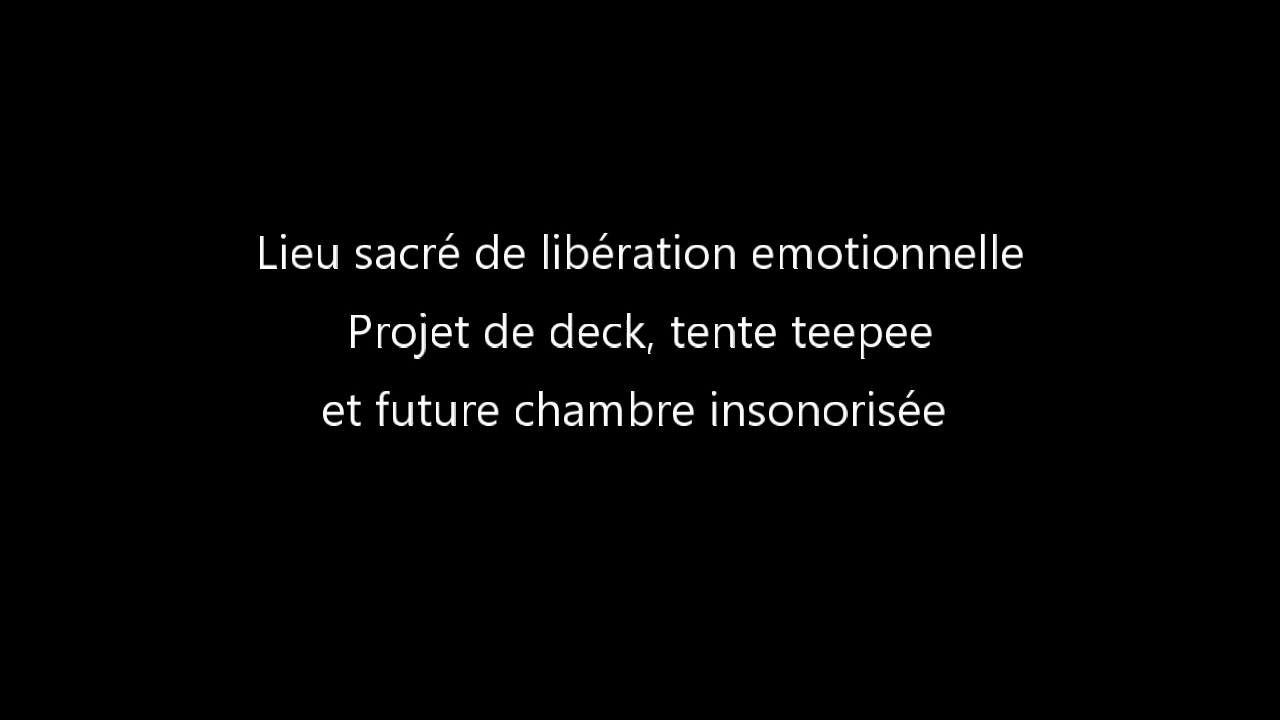 Lieu sacré de libération emotionnelle
Projet de deck, tente teepee
et future chambre insonorisée